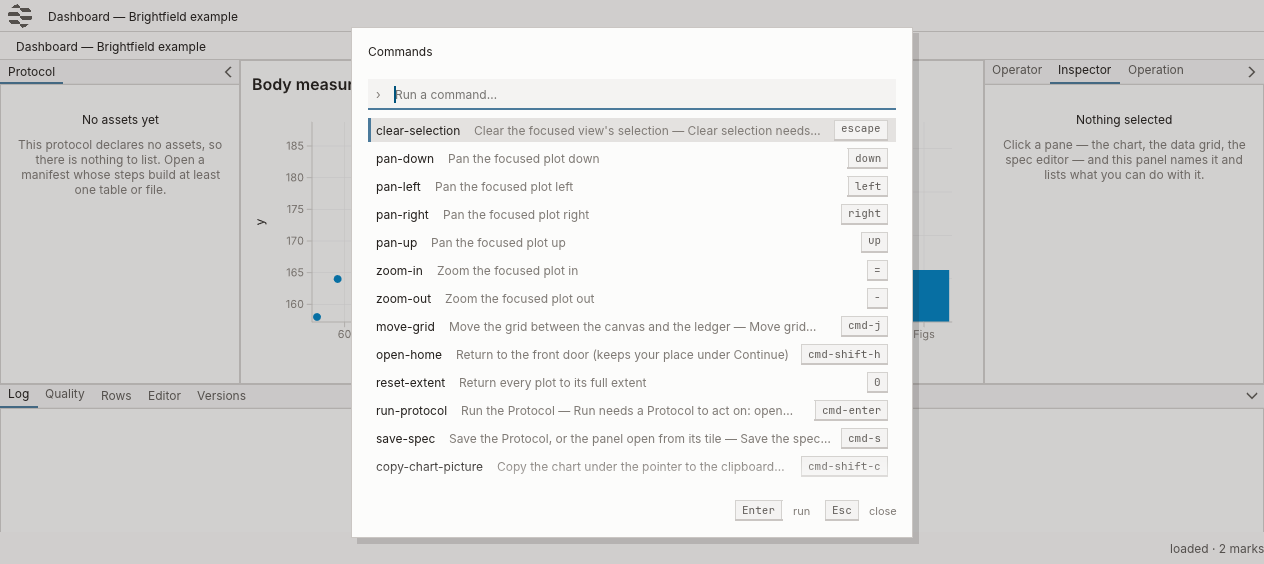 Dashboard — Brightfield example
Dashboard — Brightfield example
Protocol
No assets yet
This protocol declares no assets, so
there is nothing to list. Open a
manifest whose steps build at least
one table or file.
Body measur
185
180
175
170
165
160
y
60
Commands
› Run a command...
clear-selection Clear the focused view's selection — Clear selection needs... escape
pan-down Pan the focused plot down down
pan-left Pan the focused plot left left
pan-right Pan the focused plot right right
pan-up Pan the focused plot up up
zoom-in Zoom the focused plot in =
zoom-out Zoom the focused plot out -
move-grid Move the grid between the canvas and the ledger — Move grid... cmd-j
open-home Return to the front door (keeps your place under Continue) cmd-shift-h
reset-extent Return every plot to its full extent 0
run-protocol Run the Protocol — Run needs a Protocol to act on: open... cmd-enter
save-spec Save the Protocol, or the panel open from its tile — Save the spec... cmd-s
copy-chart-picture Copy the chart under the pointer to the clipboard... cmd-shift-c
Enter run Esc close
Figs
Operator Inspector Operation
Nothing selected
Click a pane — the chart, the data grid, the
spec editor — and this panel names it and
lists what you can do with it.
Log Quality Rows Editor Versions
loaded · 2 marks